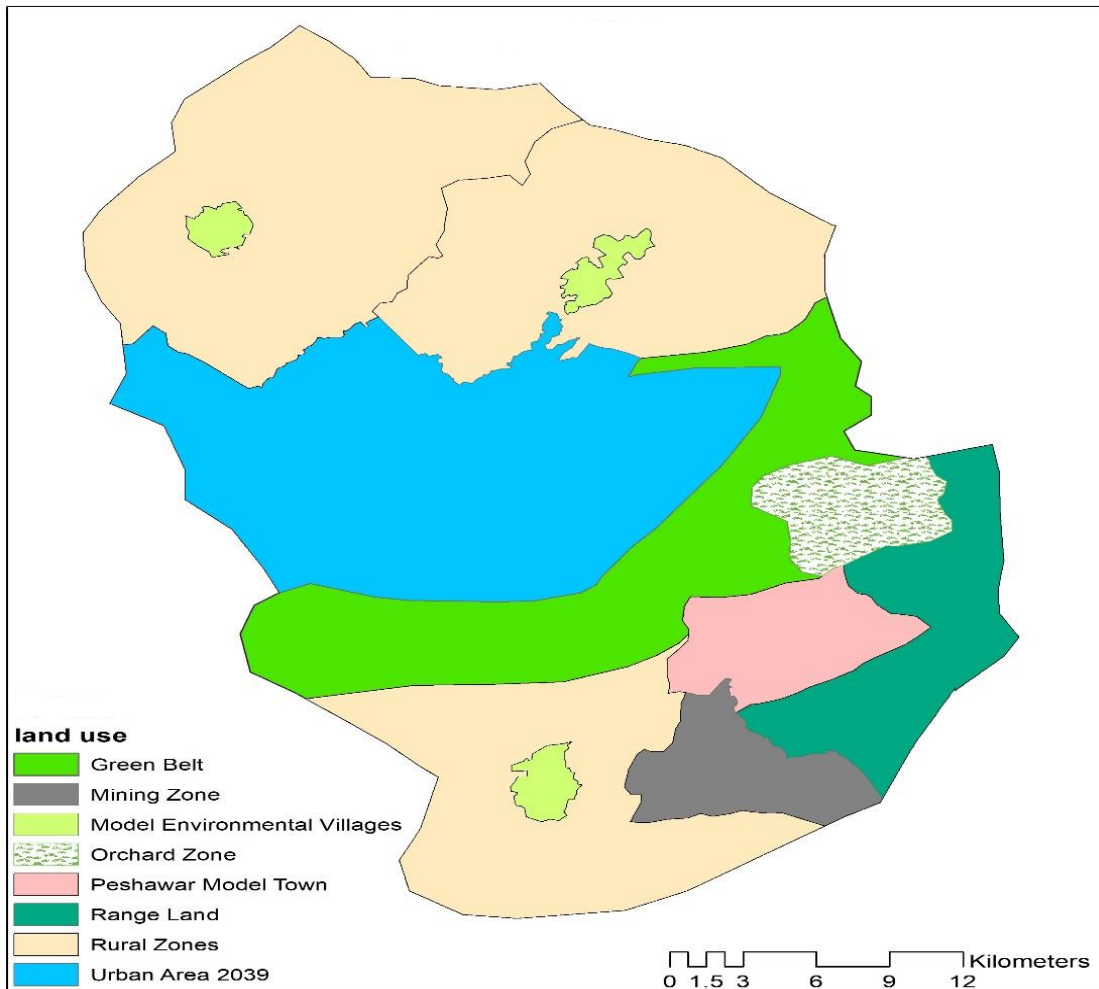 land use
Green Belt
Mining Zone
Model Environmental Villages
Orchard Zone
Peshawar Model Town
Range Land
Rural Zones
Urban Area 2039
Kilometers
0 1.5 3 6 9 12